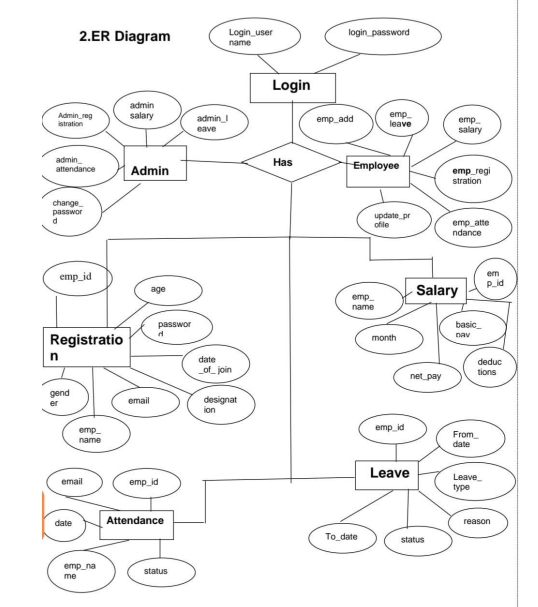 2.ER Diagram
Login_user
name
login_password
Login
Admin_reg
istration
admin
salary
admin_l
eave
admin_
attendance
change_
passwor
d
Admin
Has
emp_add
emp_
leave
emp_
salary
Employee
emp_regi
stration
update_pr
ofile
emp_atte
ndance
emp_id
age
passwor
d
Registratio
n
date
_of_ join
gend
er
email
designat
ion
emp_
name
em
p_id
Salary
emp_
name
month
basic_
pay
net_pay
deduc
tions
emp_id
From_
date
Leave
Leave_
type
reason
To_date
status
email
emp_id
date
Attendance
emp_na
me
status